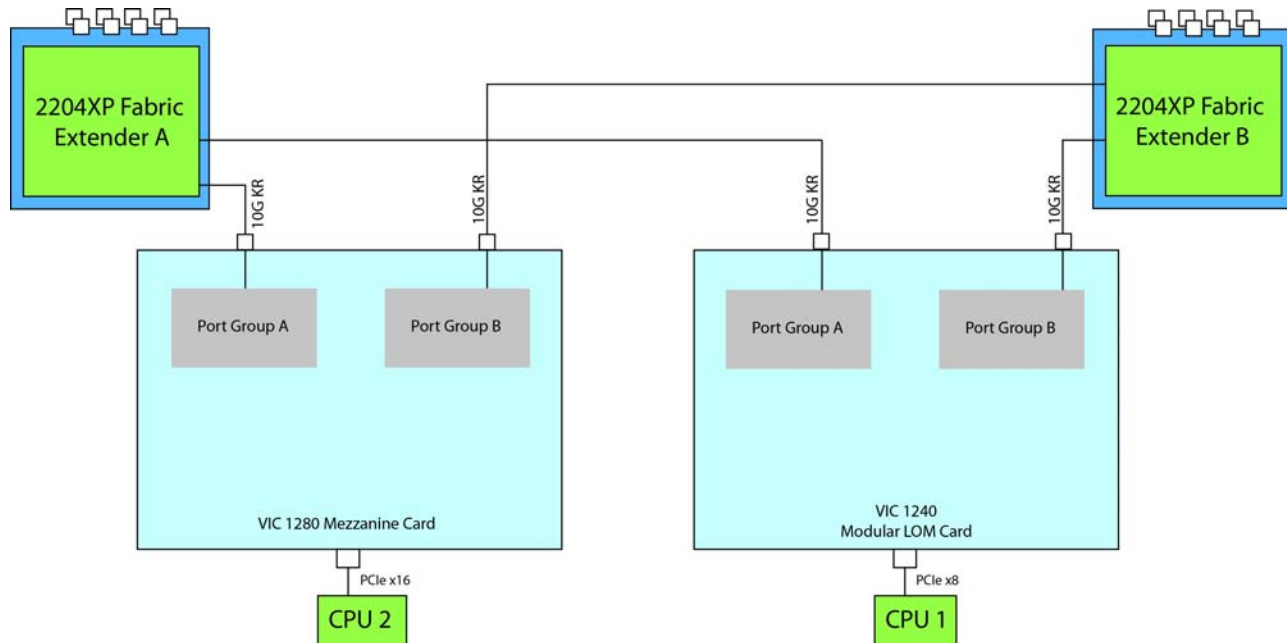 2204XP Fabric
Extender A
2204XP Fabric
Extender B
10G KR
10G KR
10G KR
10G KR
Port Group A
Port Group B
Port Group A
Port Group B
VIC 1280 Mezzanine Card
VIC 1240
Modular LOM Card
PCIe x16
PCIe x8
CPU 2
CPU 1